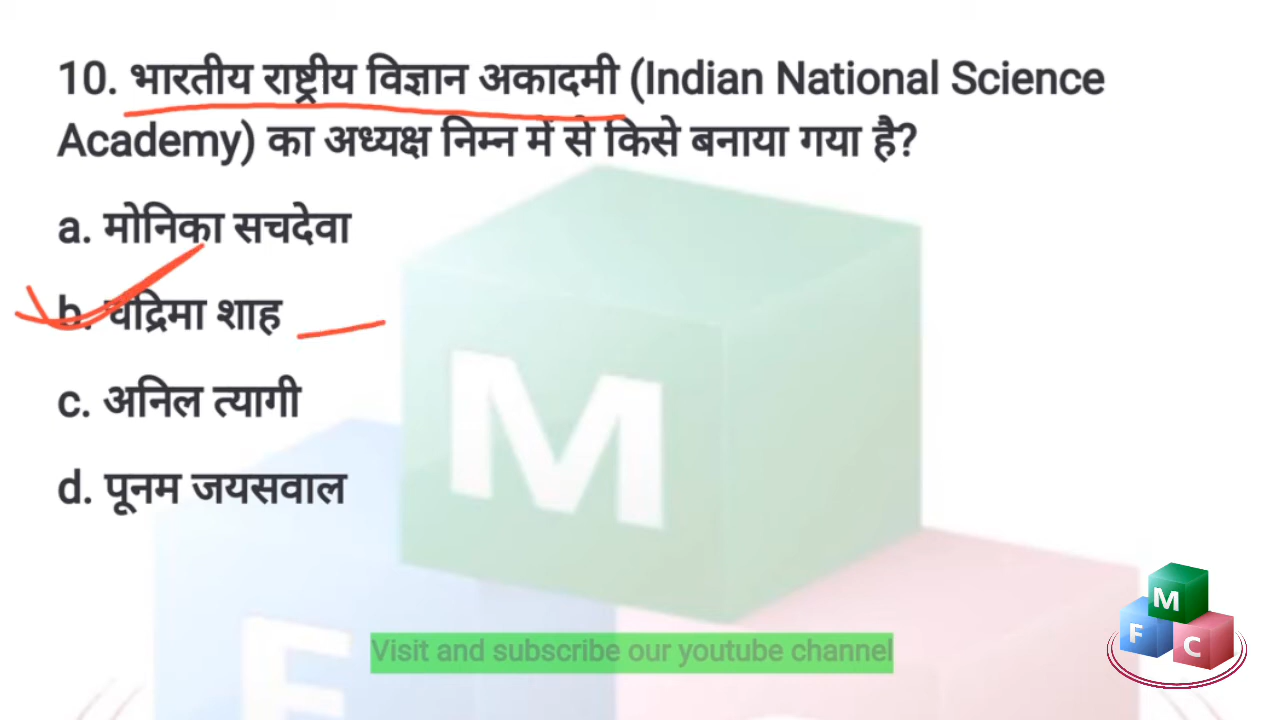 10. भारतीय राष्ट्रीय विज्ञान अकादमी (Indian National Science
Academy) का अध्यक्ष निम्न में से किसे बनाया गया है?
a. मोनिका सचदेवा
b. चंद्रिमा शाह
c. अनिल त्यागी
d. पूनम जयसवाल
M
F
C
M
F
C
Visit and subscribe our youtube channel